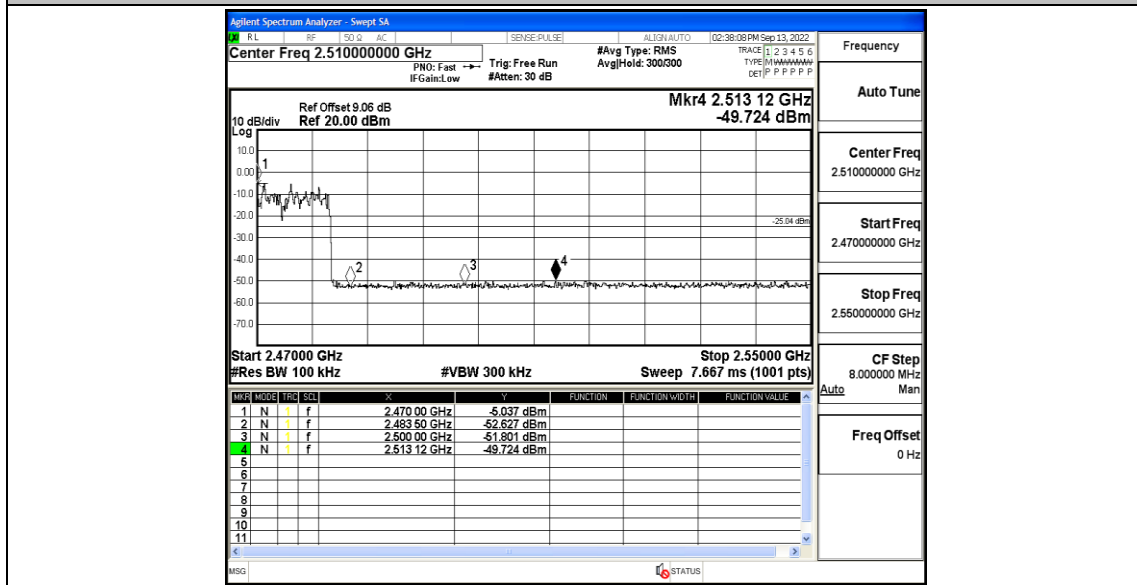 Agilent Spectrum Analyzer - Swept SA
RL RF 50 Ω AC SENSE:PULSE ALIGN AUTO 02:38:08 PM Sep 13, 2022
Center Freq 2.510000000 GHz
PNO: Fast
IFGain:Low
Trig: Free Run
#Atten: 30 dB
#Avg Type: RMS
Avg|Hold: 300/300
TRACE 1 2 3 4 5 6
TYPE M
DET P P P P P P
Ref Offset 9.06 dB
Ref 20.00 dBm
10 dB/div
Log
Mkr4 2.513 12 GHz
-49.724 dBm
10.0
0.00
-10.0
-20.0
-30.0
-40.0
-50.0
-60.0
-70.0
1
2
3
4
-25.04 dBm
Start 2.47000 GHz Stop 2.55000 GHz
#Res BW 100 kHz #VBW 300 kHz Sweep 7.667 ms (1001 pts)
MKR MODE TRC SCL X Y FUNCTION FUNCTION WIDTH FUNCTION VALUE
1 N 1 f 2.470 00 GHz -5.037 dBm
2 N 1 f 2.483 50 GHz -52.627 dBm
3 N 1 f 2.500 00 GHz -51.801 dBm
4 N 1 f 2.513 12 GHz -49.724 dBm
5
6
7
8
9
10
11
MSG STATUS
Frequency
Auto Tune
Center Freq
2.510000000 GHz
Start Freq
2.470000000 GHz
Stop Freq
2.550000000 GHz
CF Step
8.000000 MHz
Auto Man
Freq Offset
0 Hz